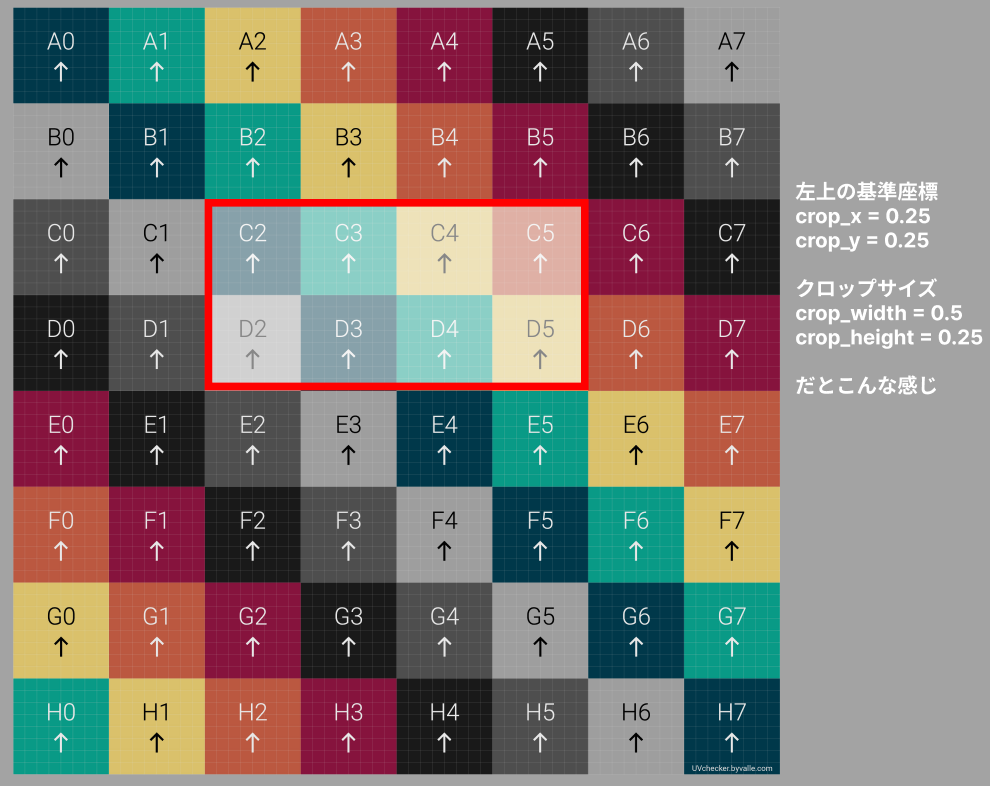 A0 A1 A2 A3 A4 A5 A6 A7
↑ ↑ ↑ ↑ ↑ ↑ ↑ ↑
B0 B1 B2 B3 B4 B5 B6 B7
↑ ↑ ↑ ↑ ↑ ↑ ↑ ↑
C0 C1 C2 C3 C4 C5 C6 C7
↑ ↑ ↑ ↑ ↑ ↑ ↑ ↑
D0 D1 D2 D3 D4 D5 D6 D7
↑ ↑ ↑ ↑ ↑ ↑ ↑ ↑
E0 E1 E2 E3 E4 E5 E6 E7
↑ ↑ ↑ ↑ ↑ ↑ ↑ ↑
F0 F1 F2 F3 F4 F5 F6 F7
↑ ↑ ↑ ↑ ↑ ↑ ↑ ↑
G0 G1 G2 G3 G4 G5 G6 G7
↑ ↑ ↑ ↑ ↑ ↑ ↑ ↑
H0 H1 H2 H3 H4 H5 H6 H7
↑ ↑ ↑ ↑ ↑ ↑ ↑ ↑
UVchecker.byvalle.com
左上の基準座標
crop_x = 0.25
crop_y = 0.25
クロップサイズ
crop_width = 0.5
crop_height = 0.25
だとこんな感じ